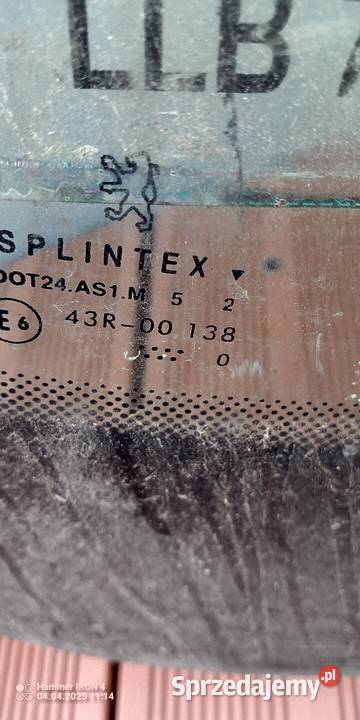 LLB 7
SPLINTEX
DOT24.AS1.M 5 2
E6 43R-00 138
0
Hammer IRON 4
04.04.2025 11:14
Sprzedajemy.pl